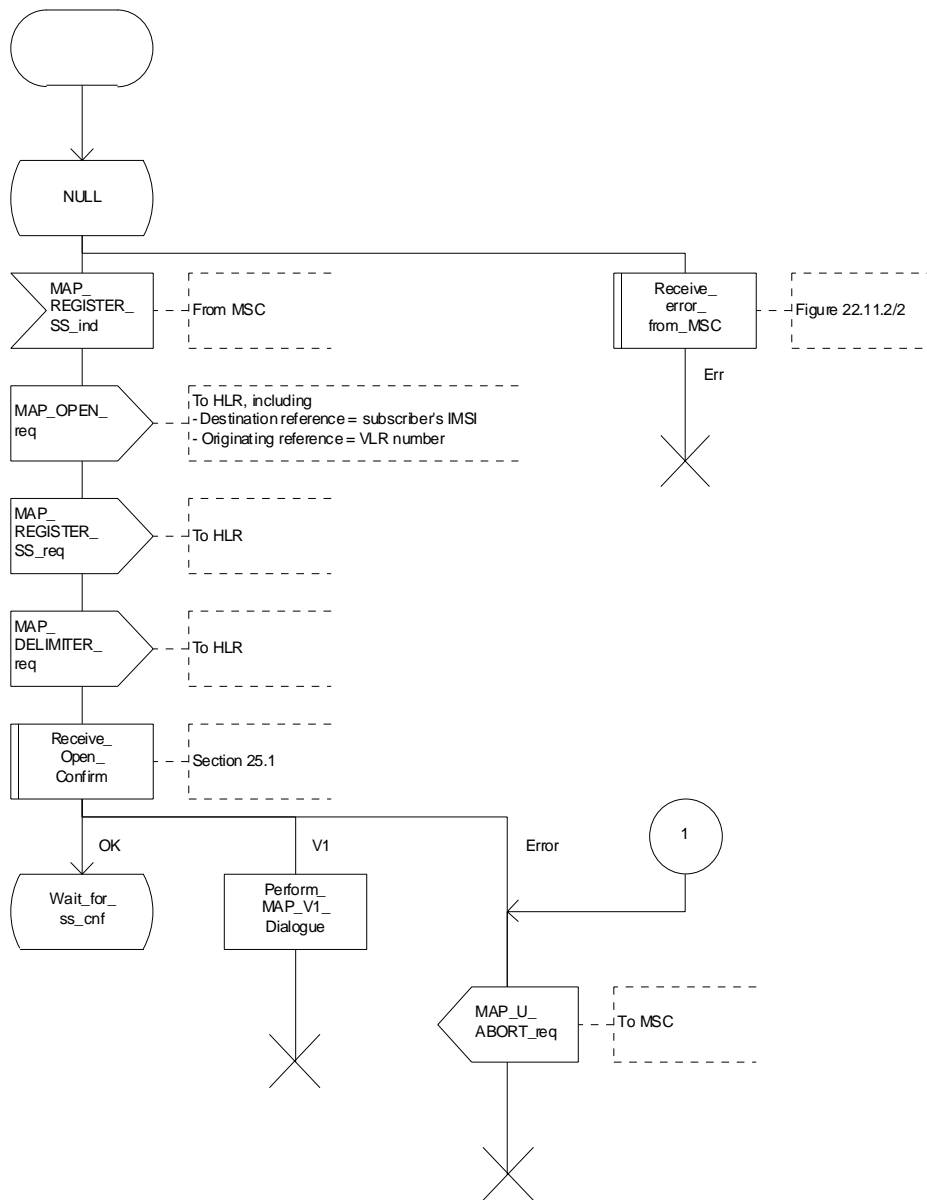 NULL
MAP_
REGISTER_
SS_ind
From MSC
Receive_
error_
from_MSC
Figure 22.11.2/2
Err
MAP_OPEN_
req
To HLR, including
- Destination reference = subscriber's IMSI
- Originating reference = VLR number
MAP_
REGISTER_
SS_req
To HLR
MAP_
DELIMITER_
req
To HLR
Receive_
Open_
Confirm
Section 25.1
OK
V1
Error
1
Wait_for_
ss_cnf
Perform_
MAP_V1_
Dialogue
MAP_U_
ABORT_req
To MSC